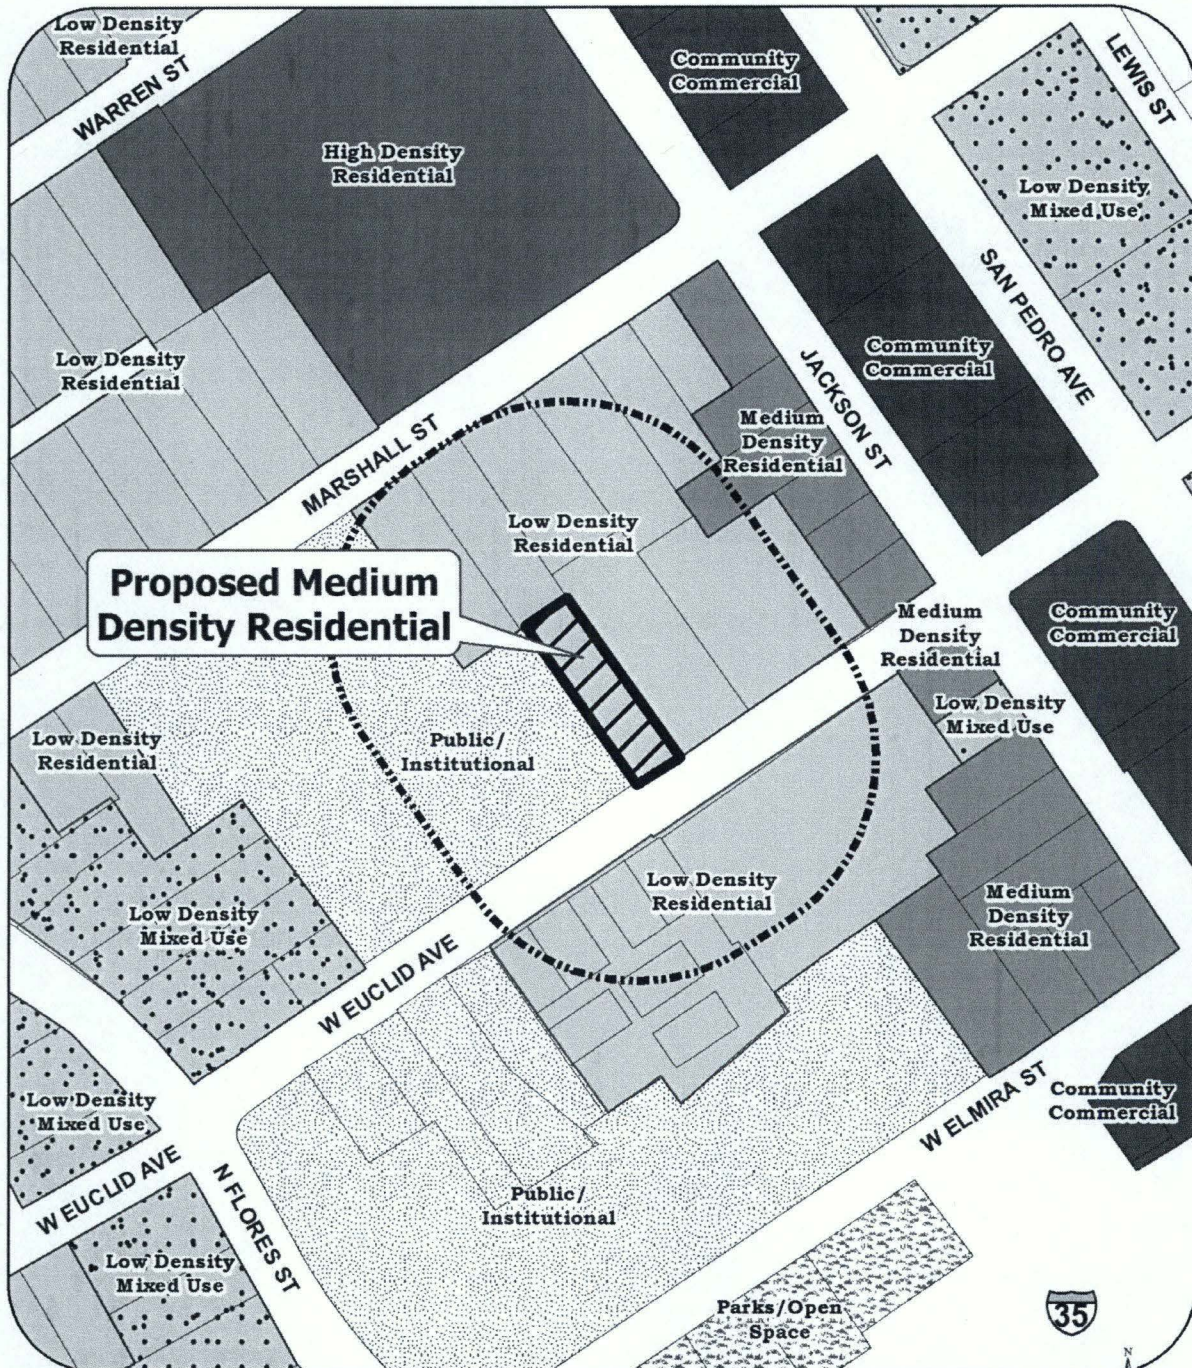 Low Density
Residential
WARREN ST
Community
Commercial
LEWIS ST
High Density
Residential
Low Density
Mixed Use
SAN PEDRO AVE
Low Density
Residential
Community
Commercial
JACKSON ST
MARSHALL ST
Medium
Density
Residential
Low Density
Residential
Proposed Medium
Density Residential
Medium
Density
Residential
Community
Commercial
Low Density
Mixed Use
Low Density
Residential
Public/
Institutional
Low Density
Residential
Medium
Density
Residential
Low Density
Mixed Use
W EUCLID AVE
Low Density
Mixed Use
W ELMIRA ST
Community
Commercial
W EUCLID AVE
N FLORES ST
Public/
Institutional
Low Density
Mixed Use
Parks/Open
Space
35
N